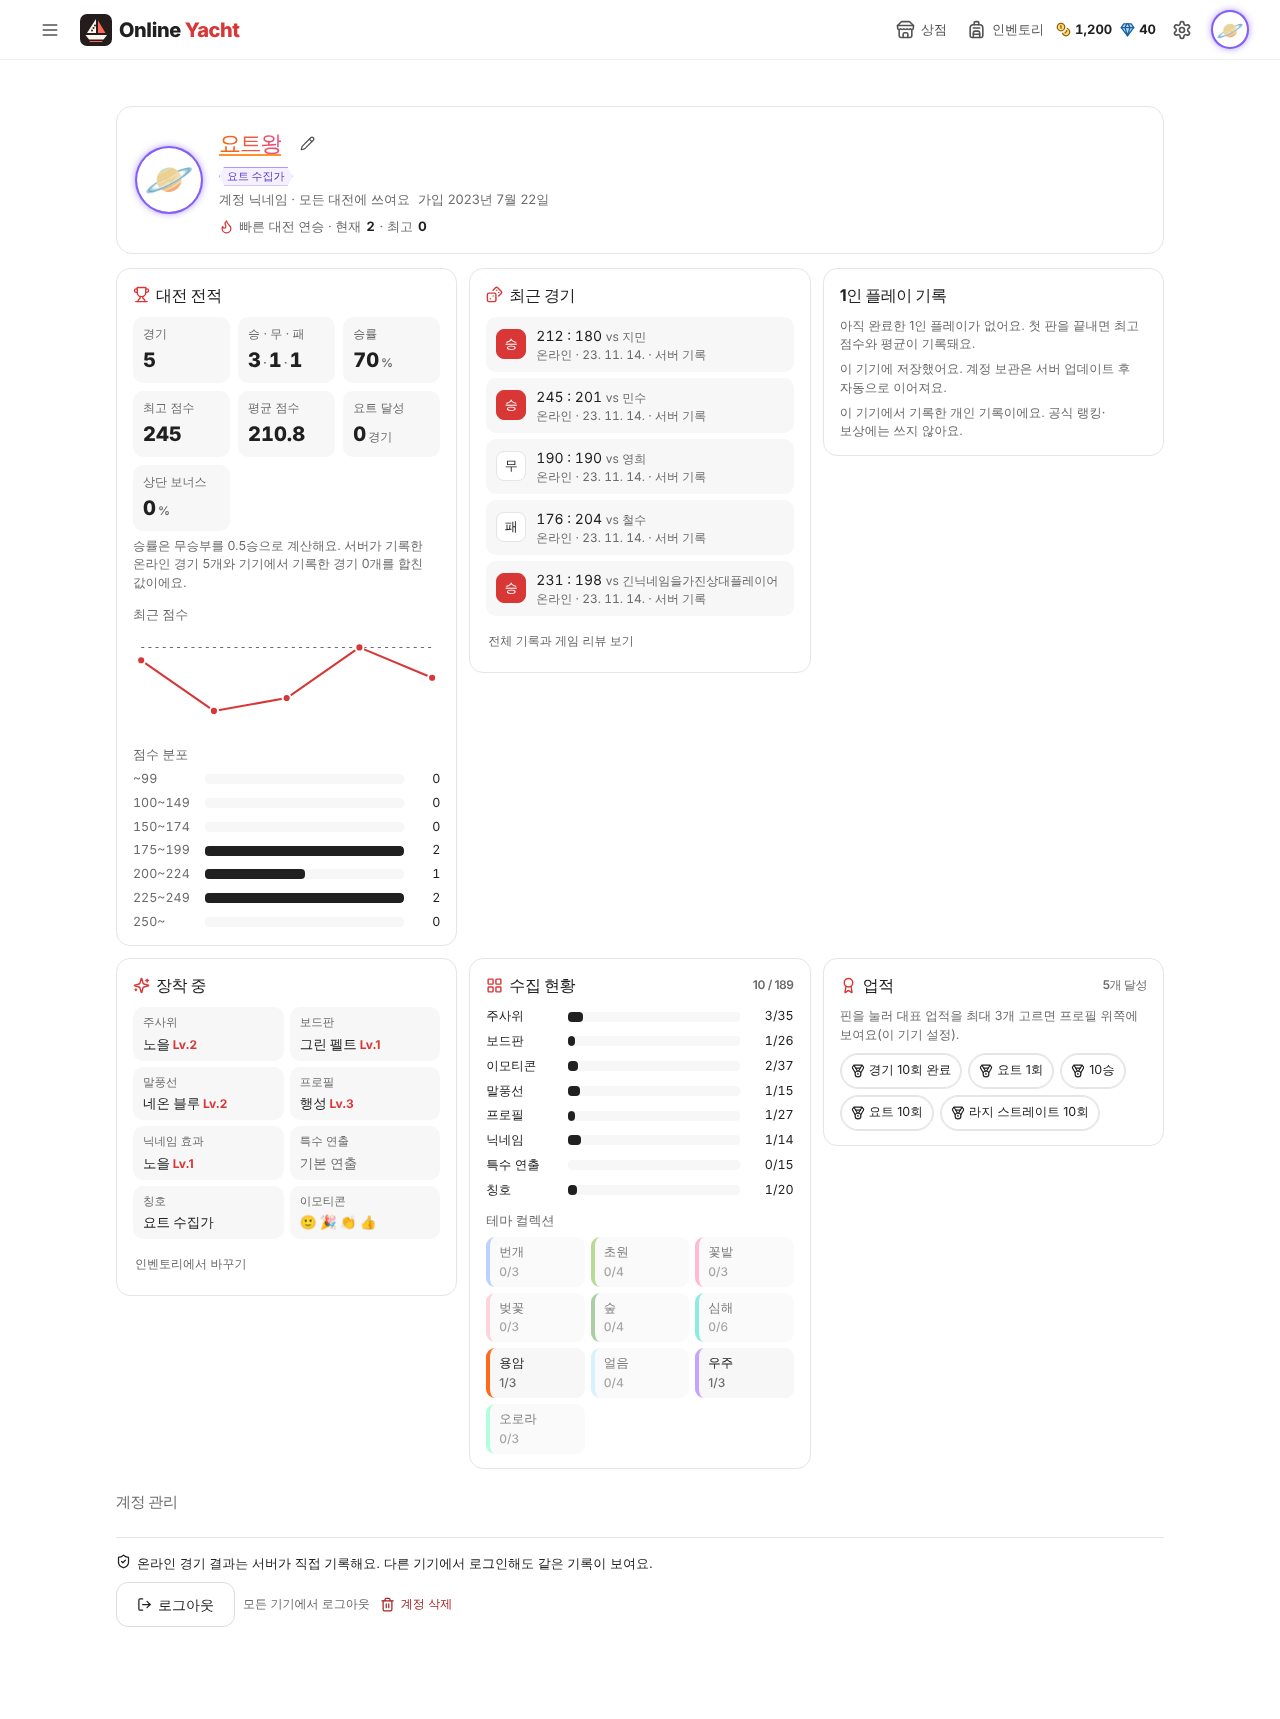 Online Yacht
상점
인벤토리
1,200
40
요트왕
요트 수집가
계정 닉네임 · 모든 대전에 쓰여요 가입 2023년 7월 22일
빠른 대전 연승 · 현재 2 · 최고 0
대전 전적
경기
5
승 · 무 · 패
3·1·1
승률
70%
최고 점수
245
평균 점수
210.8
요트 달성
0경기
상단 보너스
0%
승률은 무승부를 0.5승으로 계산해요. 서버가 기록한
온라인 경기 5개와 기기에서 기록한 경기 0개를 합친
값이에요.
최근 점수
점수 분포
~99 0
100~149 0
150~174 0
175~199 2
200~224 1
225~249 2
250~ 0
최근 경기
승
212 : 180 vs 지민
온라인 · 23. 11. 14. · 서버 기록
승
245 : 201 vs 민수
온라인 · 23. 11. 14. · 서버 기록
무
190 : 190 vs 영희
온라인 · 23. 11. 14. · 서버 기록
패
176 : 204 vs 철수
온라인 · 23. 11. 14. · 서버 기록
승
231 : 198 vs 긴닉네임을가진상대플레이어
온라인 · 23. 11. 14. · 서버 기록
전체 기록과 게임 리뷰 보기
1인 플레이 기록
아직 완료한 1인 플레이가 없어요. 첫 판을 끝내면 최고
점수와 평균이 기록돼요.
이 기기에 저장했어요. 계정 보관은 서버 업데이트 후
자동으로 이어져요.
이 기기에서 기록한 개인 기록이에요. 공식 랭킹·
보상에는 쓰지 않아요.
장착 중
주사위
노을 Lv.2
보드판
그린 펠트 Lv.1
말풍선
네온 블루 Lv.2
프로필
행성 Lv.3
닉네임 효과
노을 Lv.1
특수 연출
기본 연출
칭호
요트 수집가
이모티콘
🙂 🎉 👏 👍
인벤토리에서 바꾸기
수집 현황 10 / 189
주사위 3/35
보드판 1/26
이모티콘 2/37
말풍선 1/15
프로필 1/27
닉네임 1/14
특수 연출 0/15
칭호 1/20
테마 컬렉션
번개
0/3
초원
0/4
꽃밭
0/3
벚꽃
0/3
숲
0/4
심해
0/6
용암
1/3
얼음
0/4
우주
1/3
오로라
0/3
업적 5개 달성
핀을 눌러 대표 업적을 최대 3개 고르면 프로필 위쪽에
보여요(이 기기 설정).
경기 10회 완료
요트 1회
10승
요트 10회
라지 스트레이트 10회
계정 관리
온라인 경기 결과는 서버가 직접 기록해요. 다른 기기에서 로그인해도 같은 기록이 보여요.
로그아웃
모든 기기에서 로그아웃
계정 삭제